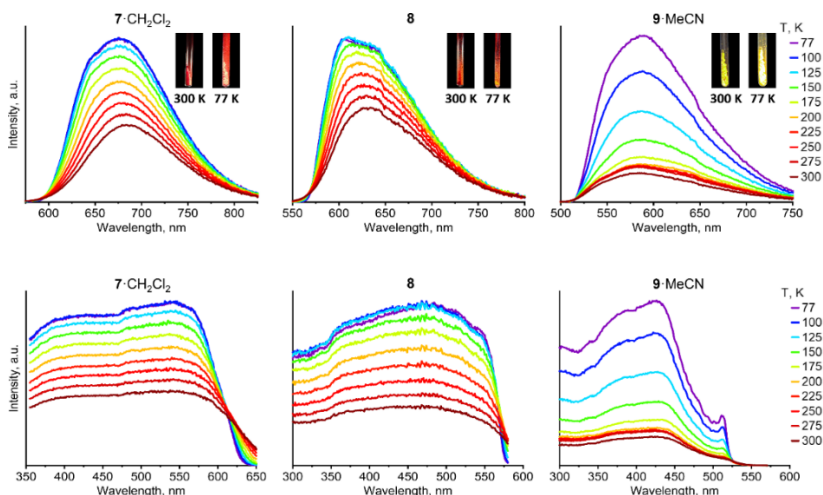 7·CH₂Cl₂
8
9·MeCN
T, K
77
100
125
150
175
200
225
250
275
300
Intensity, a.u.
300 K 77 K
300 K 77 K
300 K 77 K
600 650 700 750 800
550 600 650 700 750 800
500 550 600 650 700 750
Wavelength, nm
Wavelength, nm
Wavelength, nm
7·CH₂Cl₂
8
9·MeCN
T, K
77
100
125
150
175
200
225
250
275
300
Intensity, a.u.
350 400 450 500 550 600 650
300 350 400 450 500 550 600
300 400 500 600 700
Wavelength, nm
Wavelength, nm
Wavelength, nm